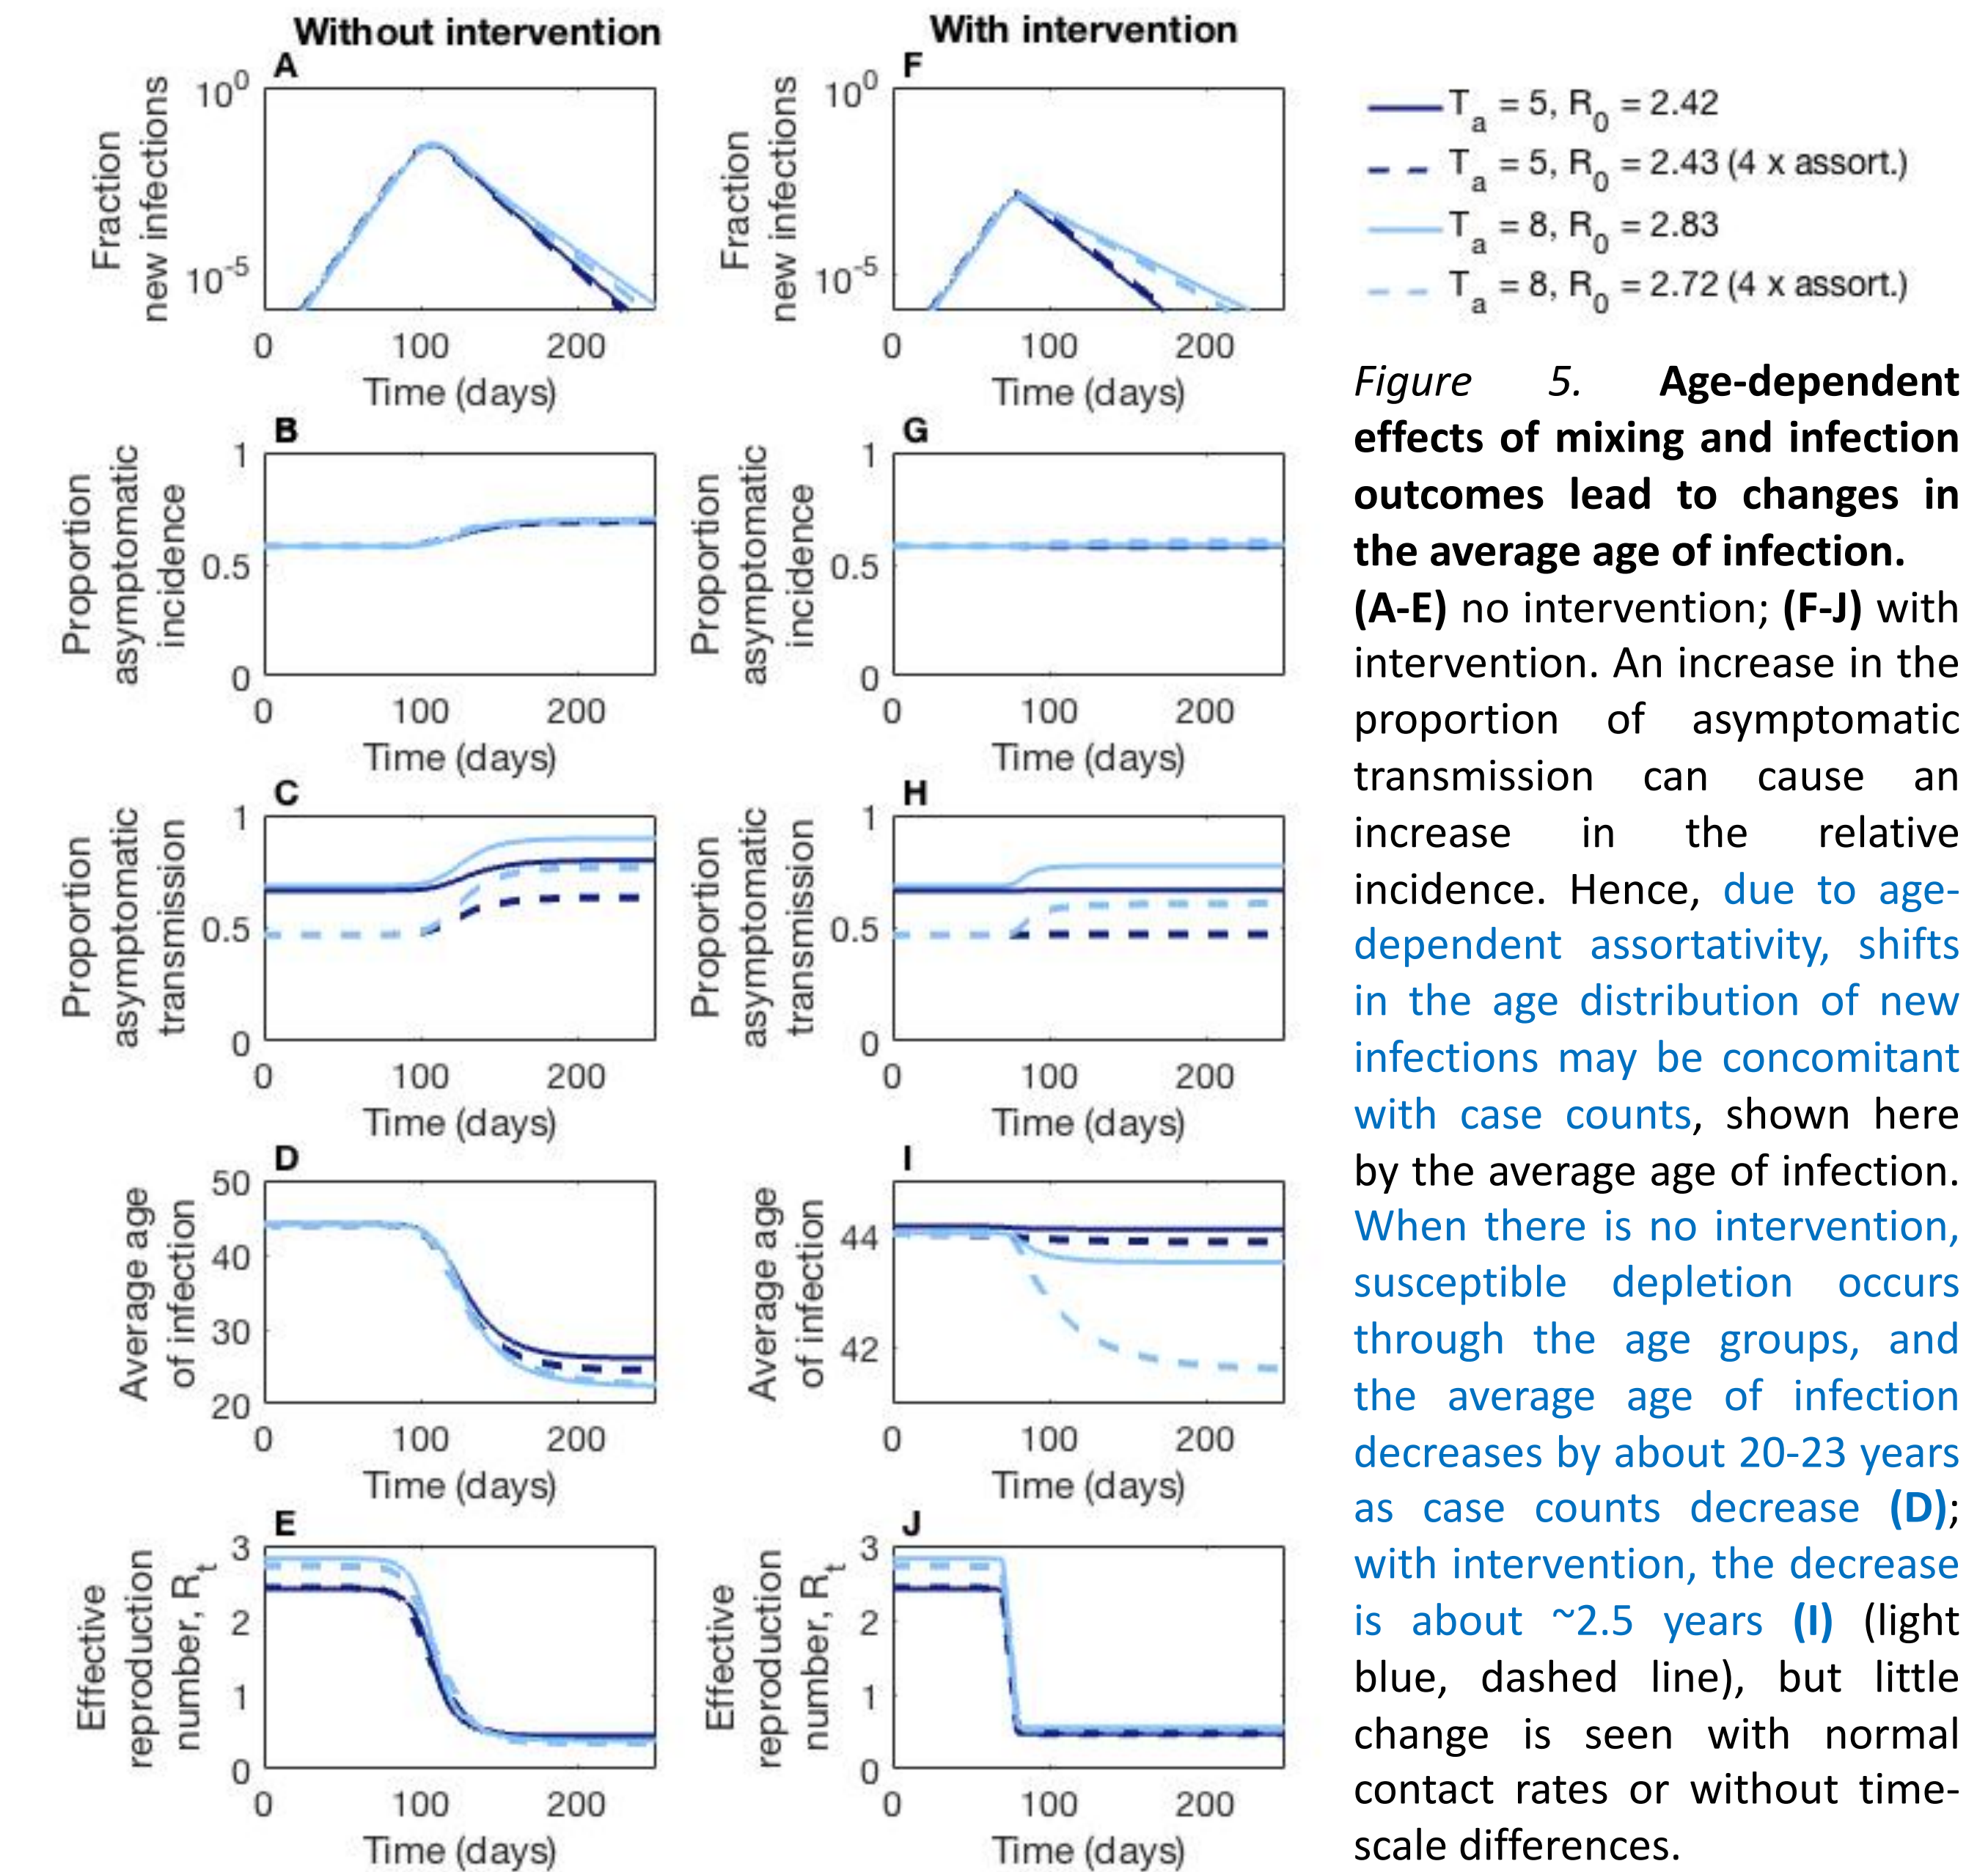 Without intervention
A
10^0
10^-5
Fraction
new infections
0 100 200
Time (days)
B
1
0.5
0
Proportion
asymptomatic
incidence
0 100 200
Time (days)
C
1
0.5
0
Proportion
asymptomatic
transmission
0 100 200
Time (days)
D
50
40
30
20
Average age
of infection
0 100 200
Time (days)
E
3
2
1
0
Effective
reproduction
number, R_t
0 100 200
Time (days)
With intervention
F
10^0
10^-5
Fraction
new infections
0 100 200
Time (days)
G
1
0.5
0
Proportion
asymptomatic
incidence
0 100 200
Time (days)
H
1
0.5
0
Proportion
asymptomatic
transmission
0 100 200
Time (days)
I
44
42
Average age
of infection
0 100 200
Time (days)
J
3
2
1
0
Effective
reproduction
number, R_t
0 100 200
Time (days)
T_a = 5, R_0 = 2.42
T_a = 5, R_0 = 2.43 (4 x assort.)
T_a = 8, R_0 = 2.83
T_a = 8, R_0 = 2.72 (4 x assort.)
Figure 5. Age-dependent
effects of mixing and infection
outcomes lead to changes in
the average age of infection.
(A-E) no intervention; (F-J) with
intervention. An increase in the
proportion of asymptomatic
transmission can cause an
increase in the relative
incidence. Hence, due to age-
dependent assortativity, shifts
in the age distribution of new
infections may be concomitant
with case counts, shown here
by the average age of infection.
When there is no intervention,
susceptible depletion occurs
through the age groups, and
the average age of infection
decreases by about 20-23 years
as case counts decrease (D);
with intervention, the decrease
is about ~2.5 years (I) (light
blue, dashed line), but little
change is seen with normal
contact rates or without time-
scale differences.